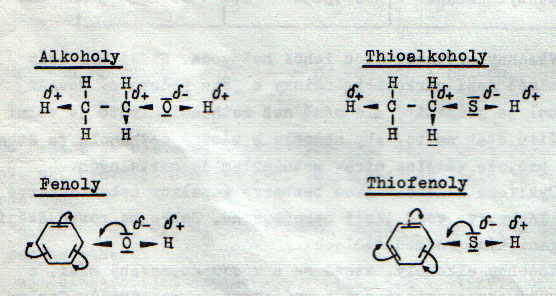 Alkoholy Thioalkoholy
H H H H
δ+ δ+ δ- δ+ δ+ δ+ δ- δ+
H C - C O H H C - C S H
H H H H
Fenoly Thiofenoly
δ- δ+ δ- δ+
O H S H